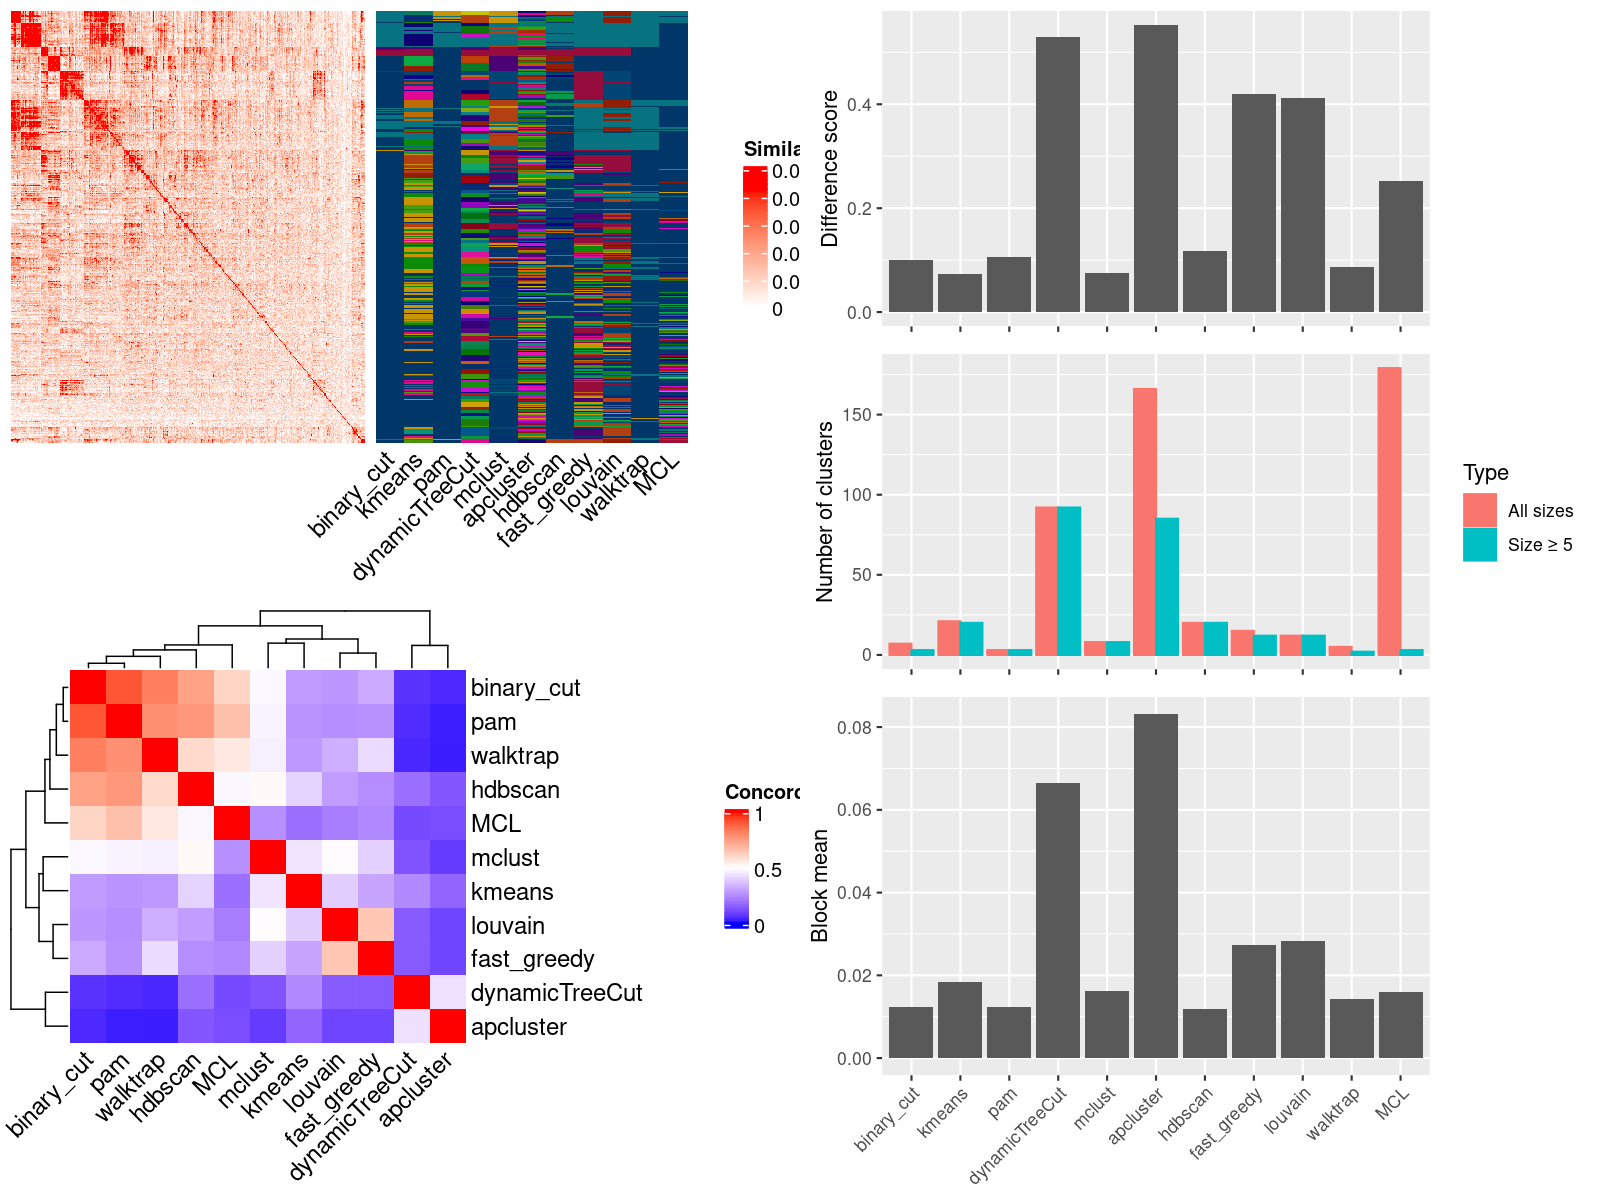 Simila
0.0
0.0
0.0
0.0
0.0
0
binary_cut
kmeans
pam
dynamicTreeCut
mclust
apcluster
hdbscan
fast_greedy
louvain
walktrap
MCL
binary_cut
pam
walktrap
hdbscan
MCL
mclust
kmeans
louvain
fast_greedy
dynamicTreeCut
apcluster
binary_cut
pam
walktrap
hdbscan
MCL
mclust
kmeans
louvain
fast_greedy
dynamicTreeCut
apcluster
Concord
1
0.5
0
Difference score
0.4
0.2
0.0
Number of clusters
150
100
50
0
Type
All sizes
Size ≥ 5
Block mean
0.08
0.06
0.04
0.02
0.00
binary_cut
kmeans
pam
dynamicTreeCut
mclust
apcluster
hdbscan
fast_greedy
louvain
walktrap
MCL